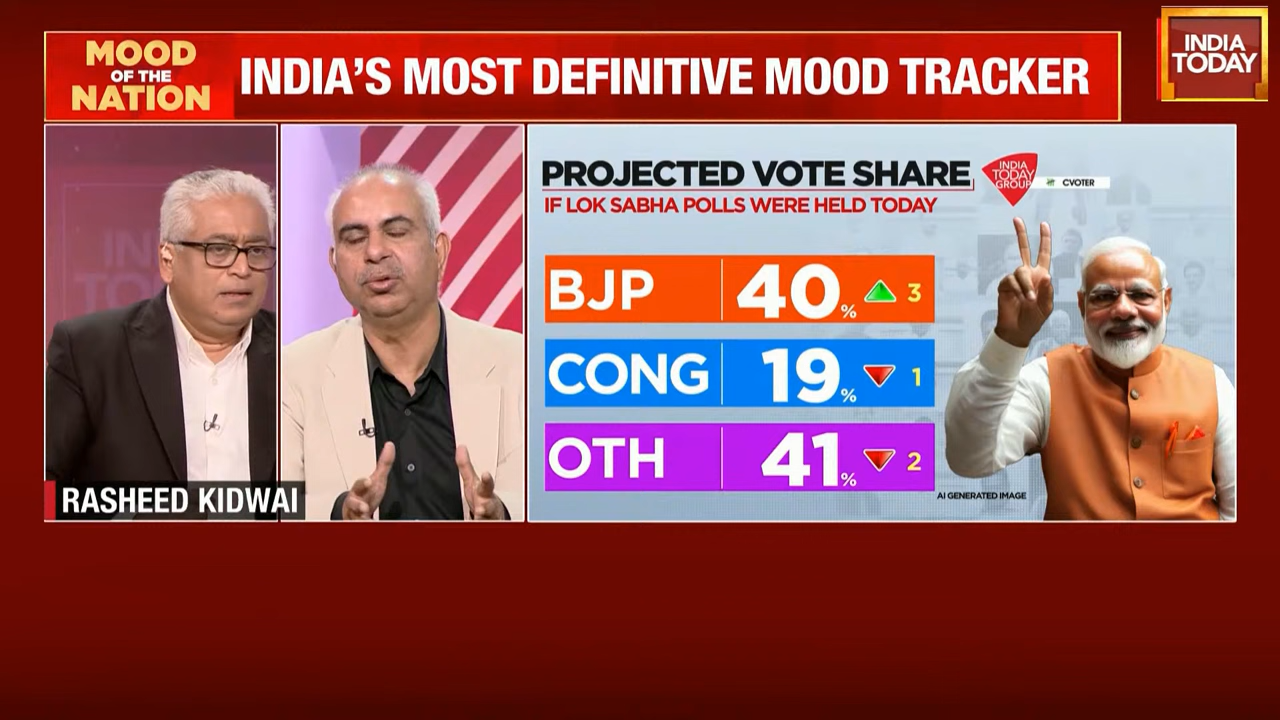 MOOD
OF THE
NATION
INDIA'S MOST DEFINITIVE MOOD TRACKER
INDIA
TODAY
PROJECTED VOTE SHARE
IF LOK SABHA POLLS WERE HELD TODAY
INDIA
TODAY
GROUP
CVOTER
BJP 40% 3
CONG 19% 1
OTH 41% 2
AI GENERATED IMAGE
RASHEED KIDWAI